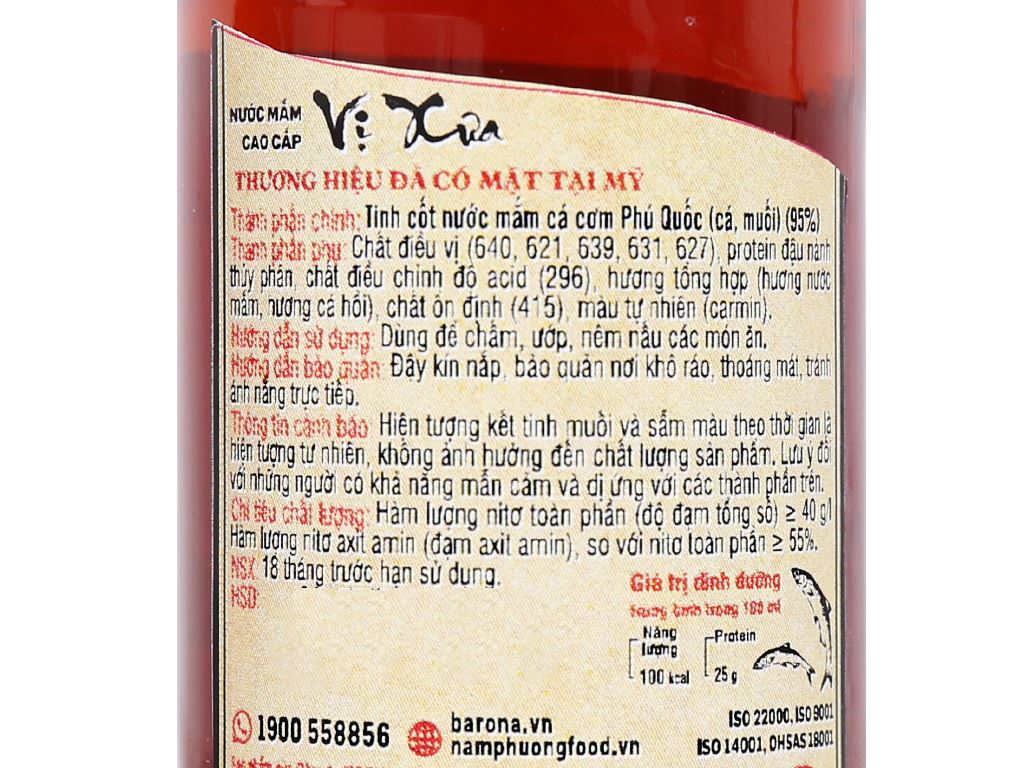 NƯỚC MẮM
CAO CẤP
Vị Xưa
THƯƠNG HIỆU ĐÃ CÓ MẶT TẠI MỸ
Thành phần chính: Tinh cốt nước mắm cá cơm Phú Quốc (cá, muối) (95%)
Thành phần phụ: Chất điều vị (640, 621, 639, 631, 627), protein đậu nành
thủy phân, chất điều chỉnh độ acid (296), hương tổng hợp (hương nước
mắm, hương cá hồi), chất ổn định (415), màu tự nhiên (carmin).
Hướng dẫn sử dụng: Dùng để chấm, ướp, nêm nấu các món ăn.
Hướng dẫn bảo quản: Đậy kín nắp, bảo quản nơi khô ráo, thoáng mát, tránh
ánh nắng trực tiếp.
Thông tin cảnh báo: Hiện tượng kết tinh muối và sẫm màu theo thời gian là
hiện tượng tự nhiên, không ảnh hưởng đến chất lượng sản phẩm. Lưu ý đối
với những người có khả năng mẫn cảm và dị ứng với các thành phần trên.
Chỉ tiêu chất lượng: Hàm lượng nitơ toàn phần (độ đạm tổng số) ≥ 40 g/l
Hàm lượng nitơ axit amin (đạm axit amin), so với nitơ toàn phần ≥ 55%.
NSX: 18 tháng trước hạn sử dụng.
HSD:
Giá trị dinh dưỡng
trung bình trong 100 ml
Năng lượng
100 kcal
Protein
25 g
1900 558856
barona.vn
namphuongfood.vn
ISO 22000, ISO 9001
ISO 14001, OHSAS 18001